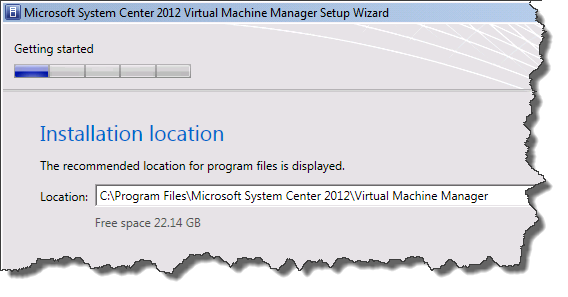 Microsoft System Center 2012 Virtual Machine Manager Setup Wizard
Getting started
Installation location
The recommended location for program files is displayed.
Location: C:\Program Files\Microsoft System Center 2012\Virtual Machine Manager
Free space 22.14 GB